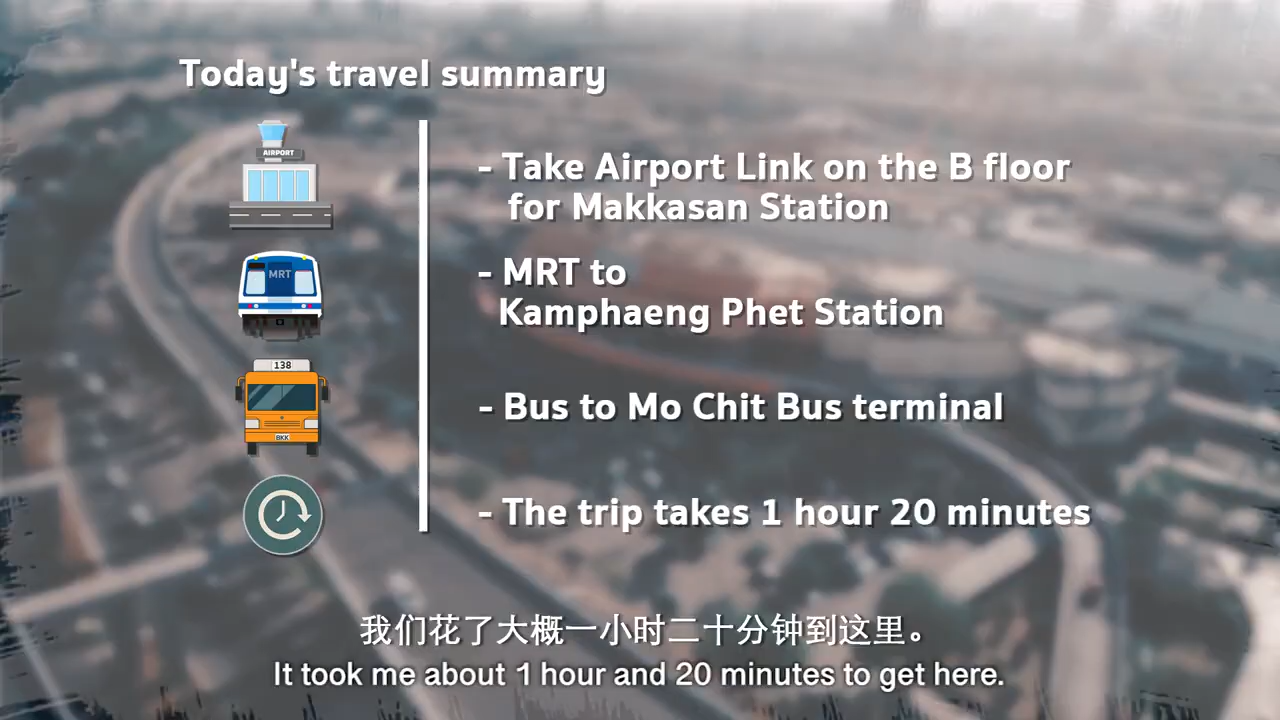 Today's travel summary
AIRPORT
- Take Airport Link on the B floor
for Makkasan Station
MRT
- MRT to
Kamphaeng Phet Station
138
BKK
- Bus to Mo Chit Bus terminal
- The trip takes 1 hour 20 minutes
我们花了大概一小时二十分钟到这里。
It took me about 1 hour and 20 minutes to get here.